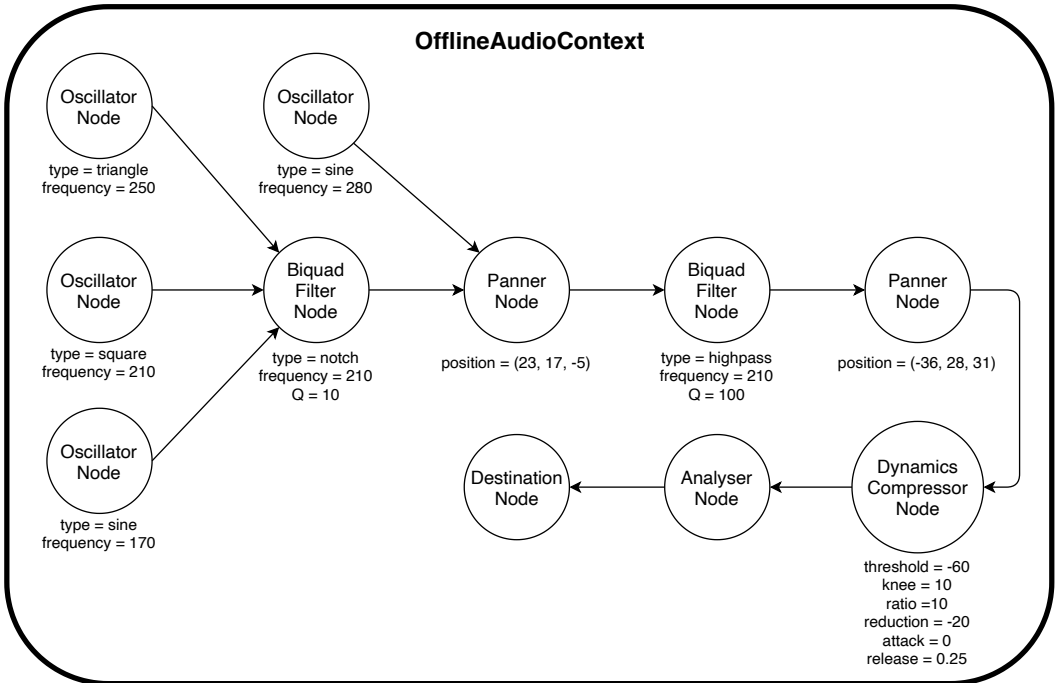 OfflineAudioContext
Oscillator
Node
type = triangle
frequency = 250
Oscillator
Node
type = sine
frequency = 280
Oscillator
Node
type = square
frequency = 210
Biquad
Filter
Node
type = notch
frequency = 210
Q = 10
Panner
Node
position = (23, 17, -5)
Biquad
Filter
Node
type = highpass
frequency = 210
Q = 100
Panner
Node
position = (-36, 28, 31)
Oscillator
Node
type = sine
frequency = 170
Destination
Node
Analyser
Node
Dynamics
Compressor
Node
threshold = -60
knee = 10
ratio =10
reduction = -20
attack = 0
release = 0.25